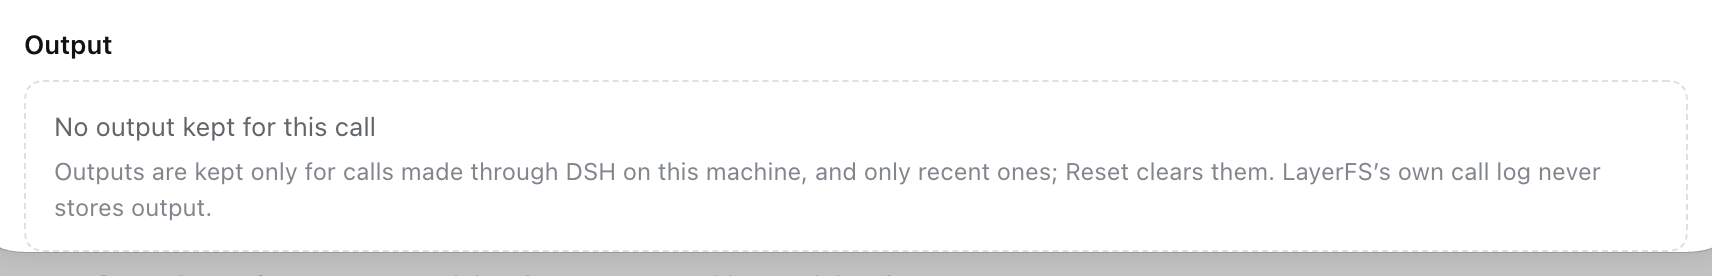 Output
No output kept for this call
Outputs are kept only for calls made through DSH on this machine, and only recent ones; Reset clears them. LayerFS’s own call log never
stores output.